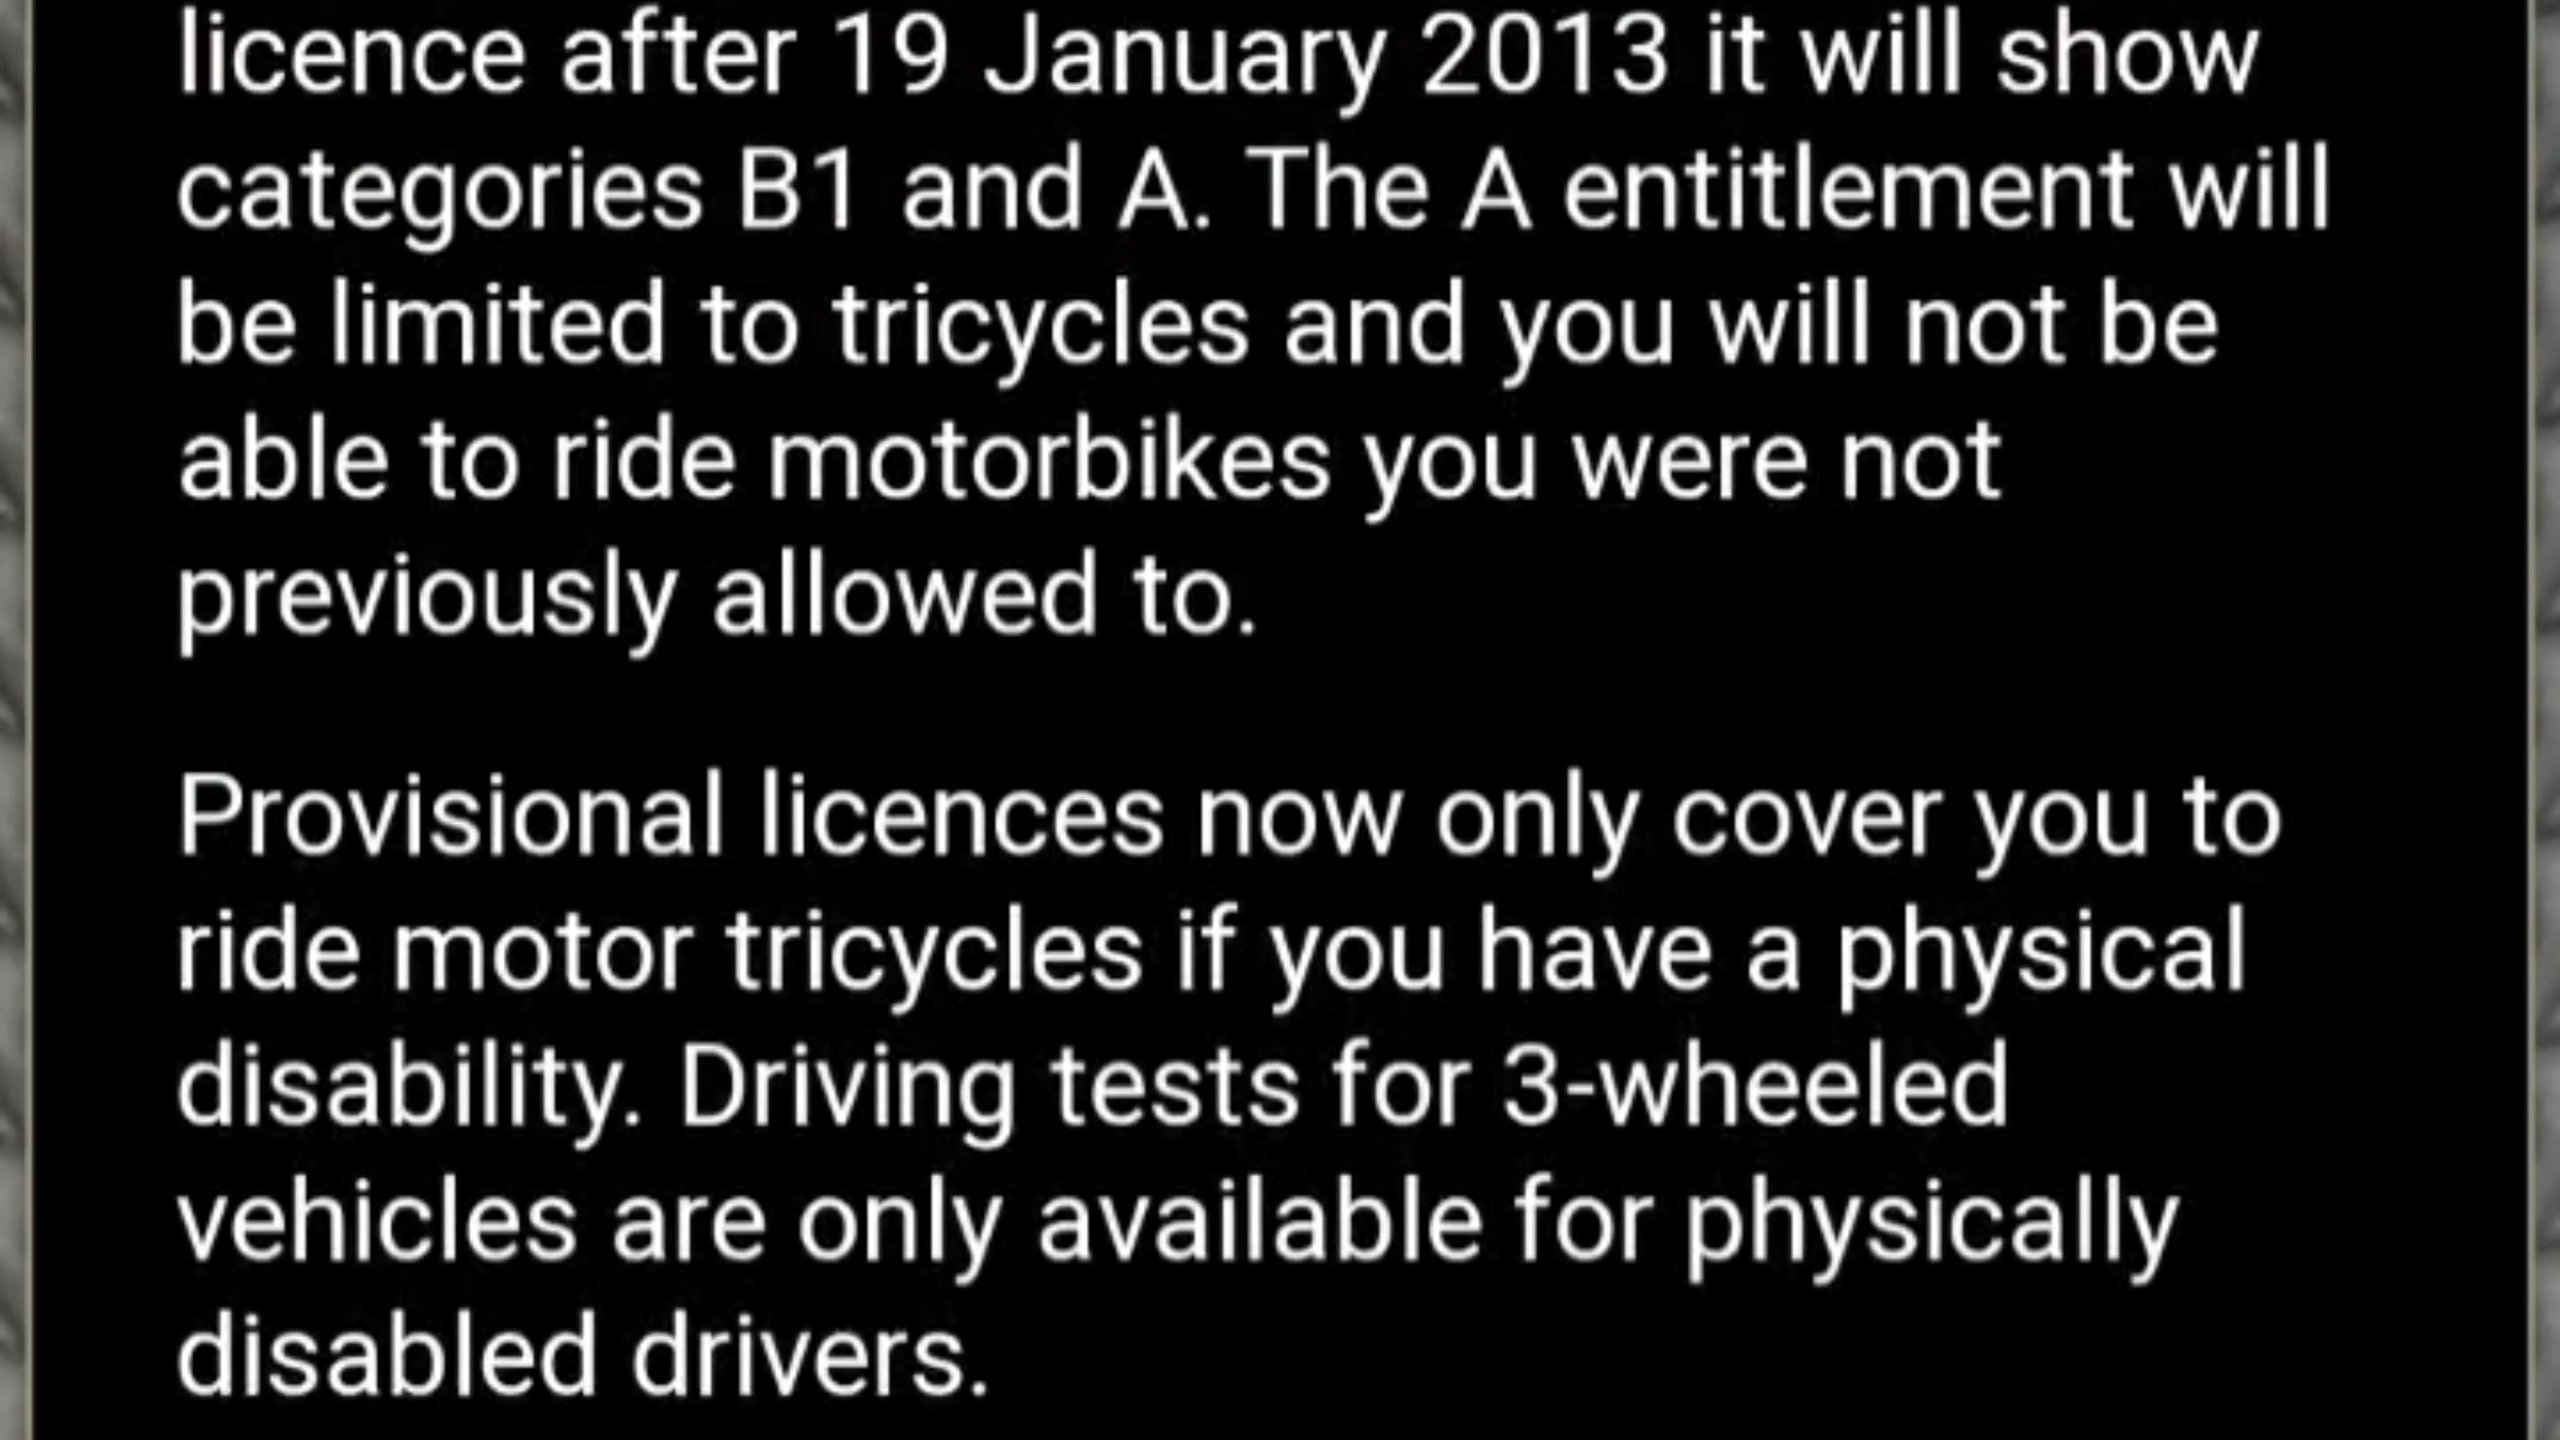 licence after 19 January 2013 it will show
categories B1 and A. The A entitlement will
be limited to tricycles and you will not be
able to ride motorbikes you were not
previously allowed to.
Provisional licences now only cover you to
ride motor tricycles if you have a physical
disability. Driving tests for 3-wheeled
vehicles are only available for physically
disabled drivers.